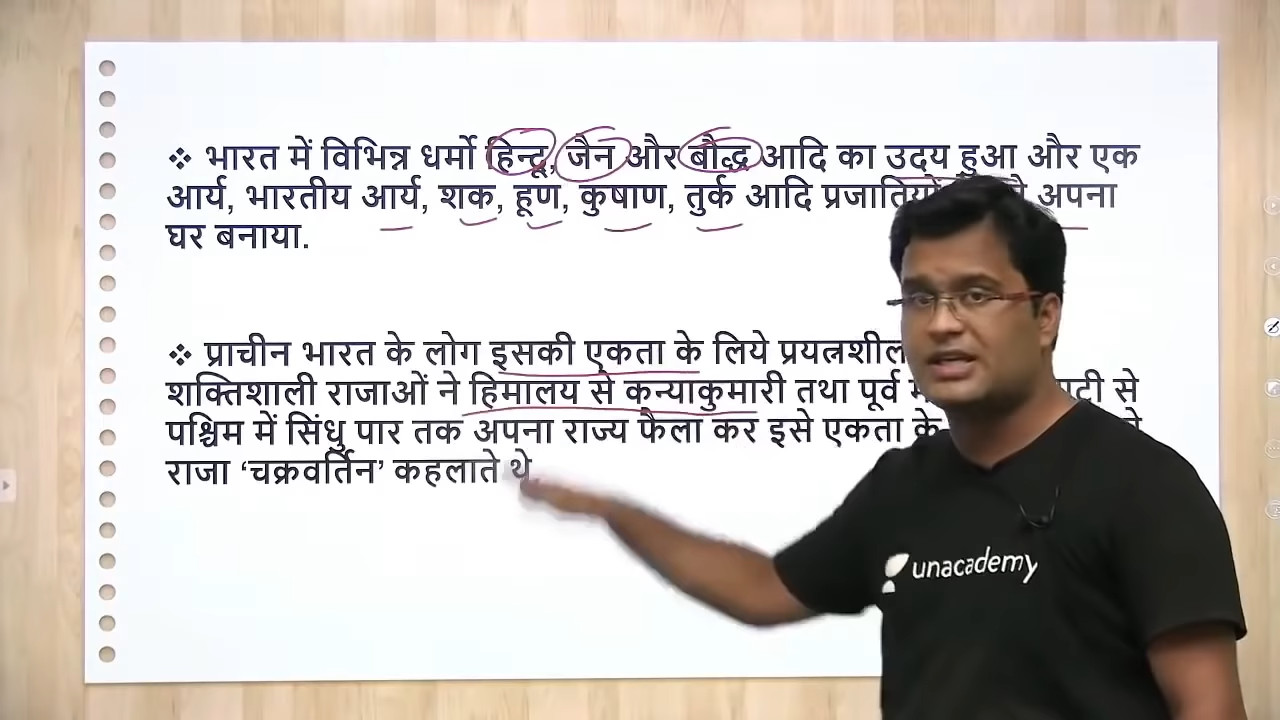 ❖ भारत में विभिन्न धर्मो हिन्दू, जैन और बौद्ध आदि का उदय हुआ और एक
आर्य, भारतीय आर्य, शक, हूण, कुषाण, तुर्क आदि प्रजातियों अपना
घर बनाया.
❖ प्राचीन भारत के लोग इसकी एकता के लिये प्रयत्नशील
शक्तिशाली राजाओं ने हिमालय से कन्याकुमारी तथा पूर्व से
पश्चिम में सिंधु पार तक अपना राज्य फैला कर इसे एकता के
राजा ‘चक्रवर्तिन’ कहलाते थे
unacademy